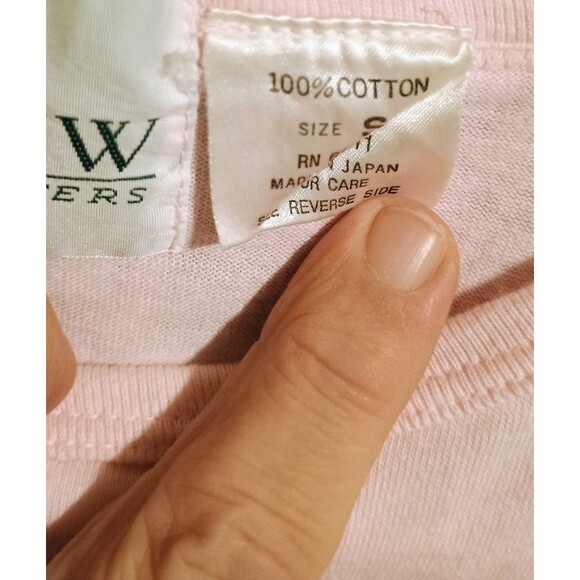 W
ERS
100% COTTON
SIZE S
RN
JAPAN
CARE
REVERSE SIDE